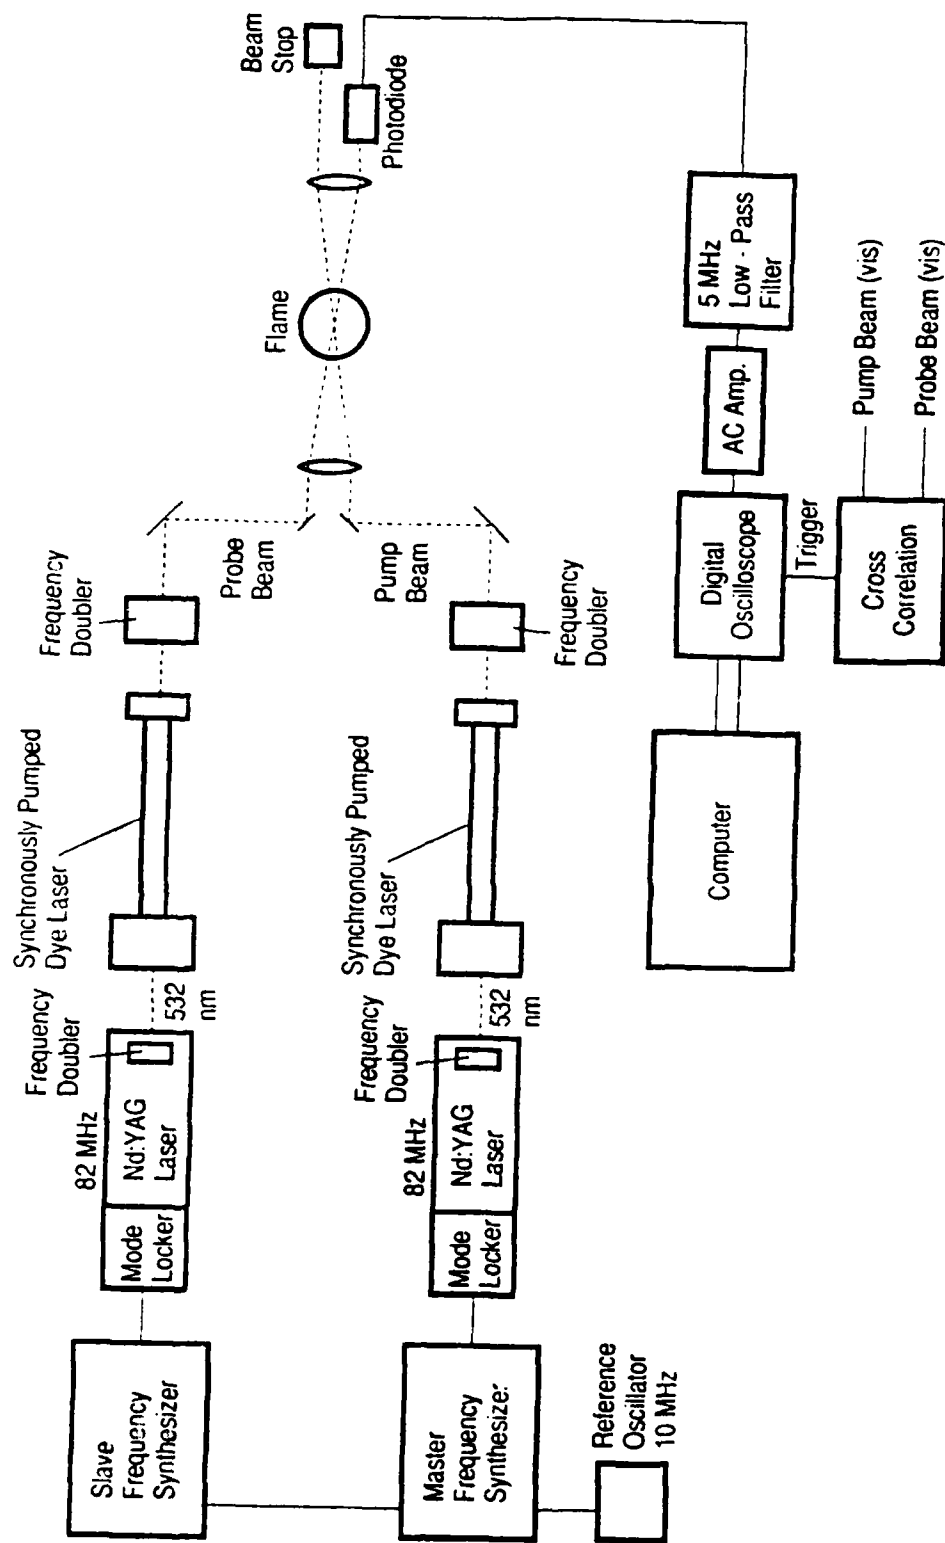 Slave
Frequency
Synthesizer
Mode
Locker
82 MHz
Nd:YAG
Laser
Frequency
Doubler
532
nm
Synchronously Pumped
Dye Laser
Frequency
Doubler
Probe
Beam
Flame
Beam
Stop
Photodiode
Master
Frequency
Synthesizer
Mode
Locker
82 MHz
Nd:YAG
Laser
Frequency
Doubler
532
nm
Synchronously Pumped
Dye Laser
Frequency
Doubler
Pump
Beam
Reference
Oscillator
10 MHz
Computer
Digital
Oscilloscope
AC Amp.
5 MHz
Low - Pass
Filter
Trigger
Cross
Correlation
Pump Beam (vis)
Probe Beam (vis)